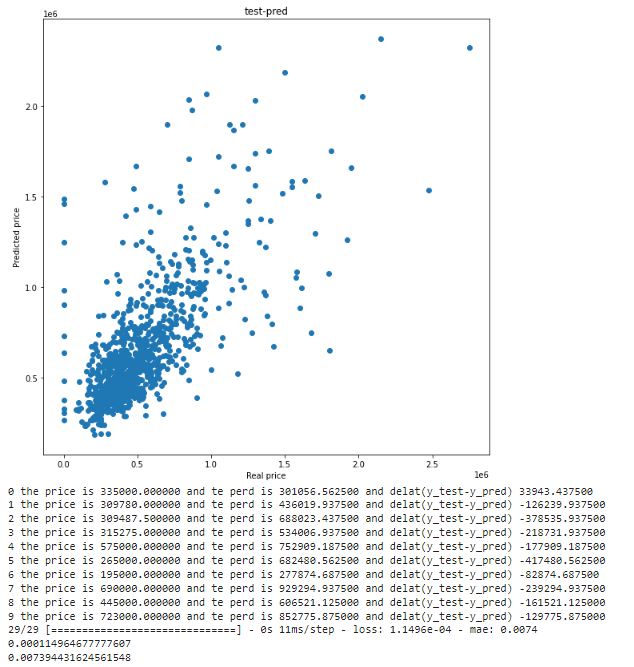 test-pred
1e6
2.0
1.5
1.0
0.5
Predicted price
0.0 0.5 1.0 1.5 2.0 2.5
Real price
1e6
0 the price is 335000.000000 and te perd is 301056.562500 and delat(y_test-y_pred) 33943.437500
1 the price is 309780.000000 and te perd is 436019.937500 and delat(y_test-y_pred) -126239.937500
2 the price is 309487.500000 and te perd is 688023.437500 and delat(y_test-y_pred) -378535.937500
3 the price is 315275.000000 and te perd is 534006.937500 and delat(y_test-y_pred) -218731.937500
4 the price is 575000.000000 and te perd is 752909.187500 and delat(y_test-y_pred) -177909.187500
5 the price is 265000.000000 and te perd is 682480.562500 and delat(y_test-y_pred) -417480.562500
6 the price is 195000.000000 and te perd is 277874.687500 and delat(y_test-y_pred) -82874.687500
7 the price is 690000.000000 and te perd is 929294.937500 and delat(y_test-y_pred) -239294.937500
8 the price is 445000.000000 and te perd is 606521.125000 and delat(y_test-y_pred) -161521.125000
9 the price is 723000.000000 and te perd is 852775.875000 and delat(y_test-y_pred) -129775.875000
29/29 [==============================] - 0s 11ms/step - loss: 1.1496e-04 - mae: 0.0074
0.000114964677777607
0.007394431624561548